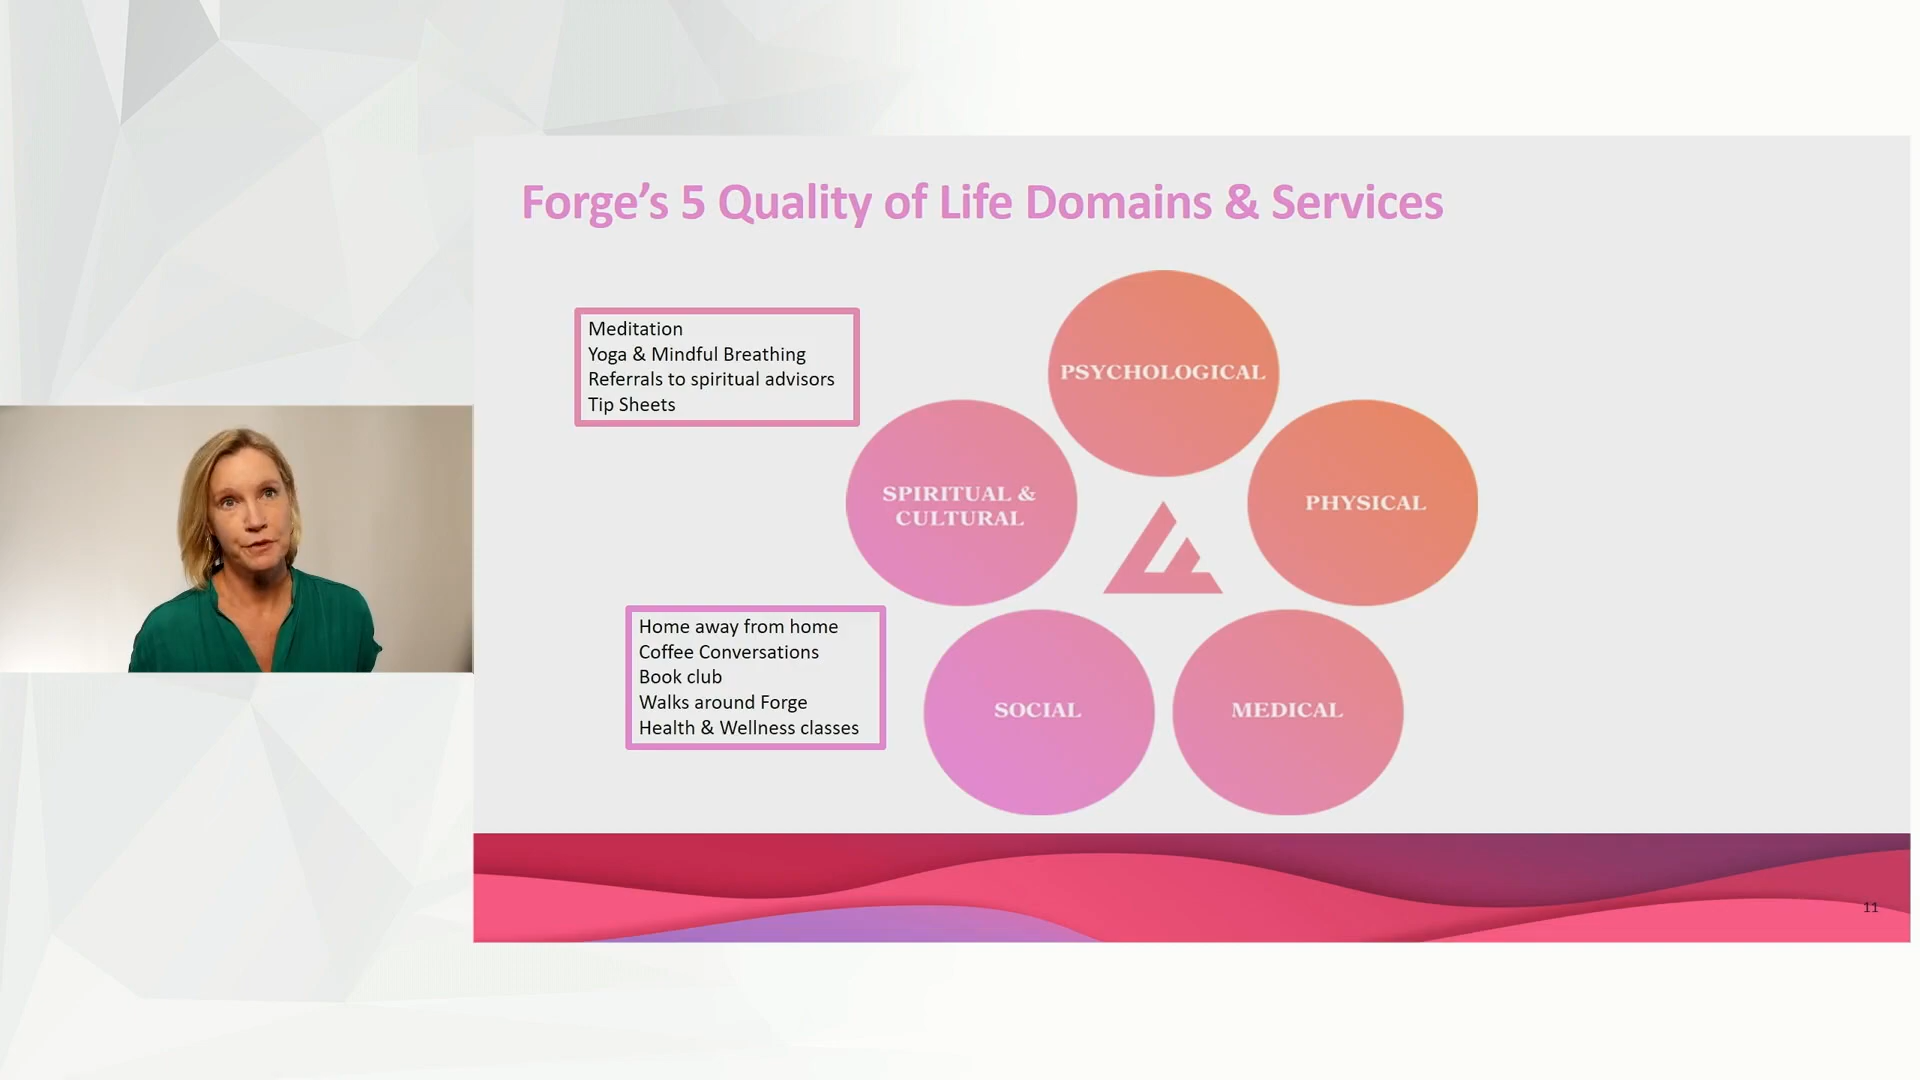 Forge’s 5 Quality of Life Domains & Services
Meditation
Yoga & Mindful Breathing
Referrals to spiritual advisors
Tip Sheets
PSYCHOLOGICAL
SPIRITUAL &
CULTURAL
PHYSICAL
Home away from home
Coffee Conversations
Book club
Walks around Forge
Health & Wellness classes
SOCIAL
MEDICAL
11